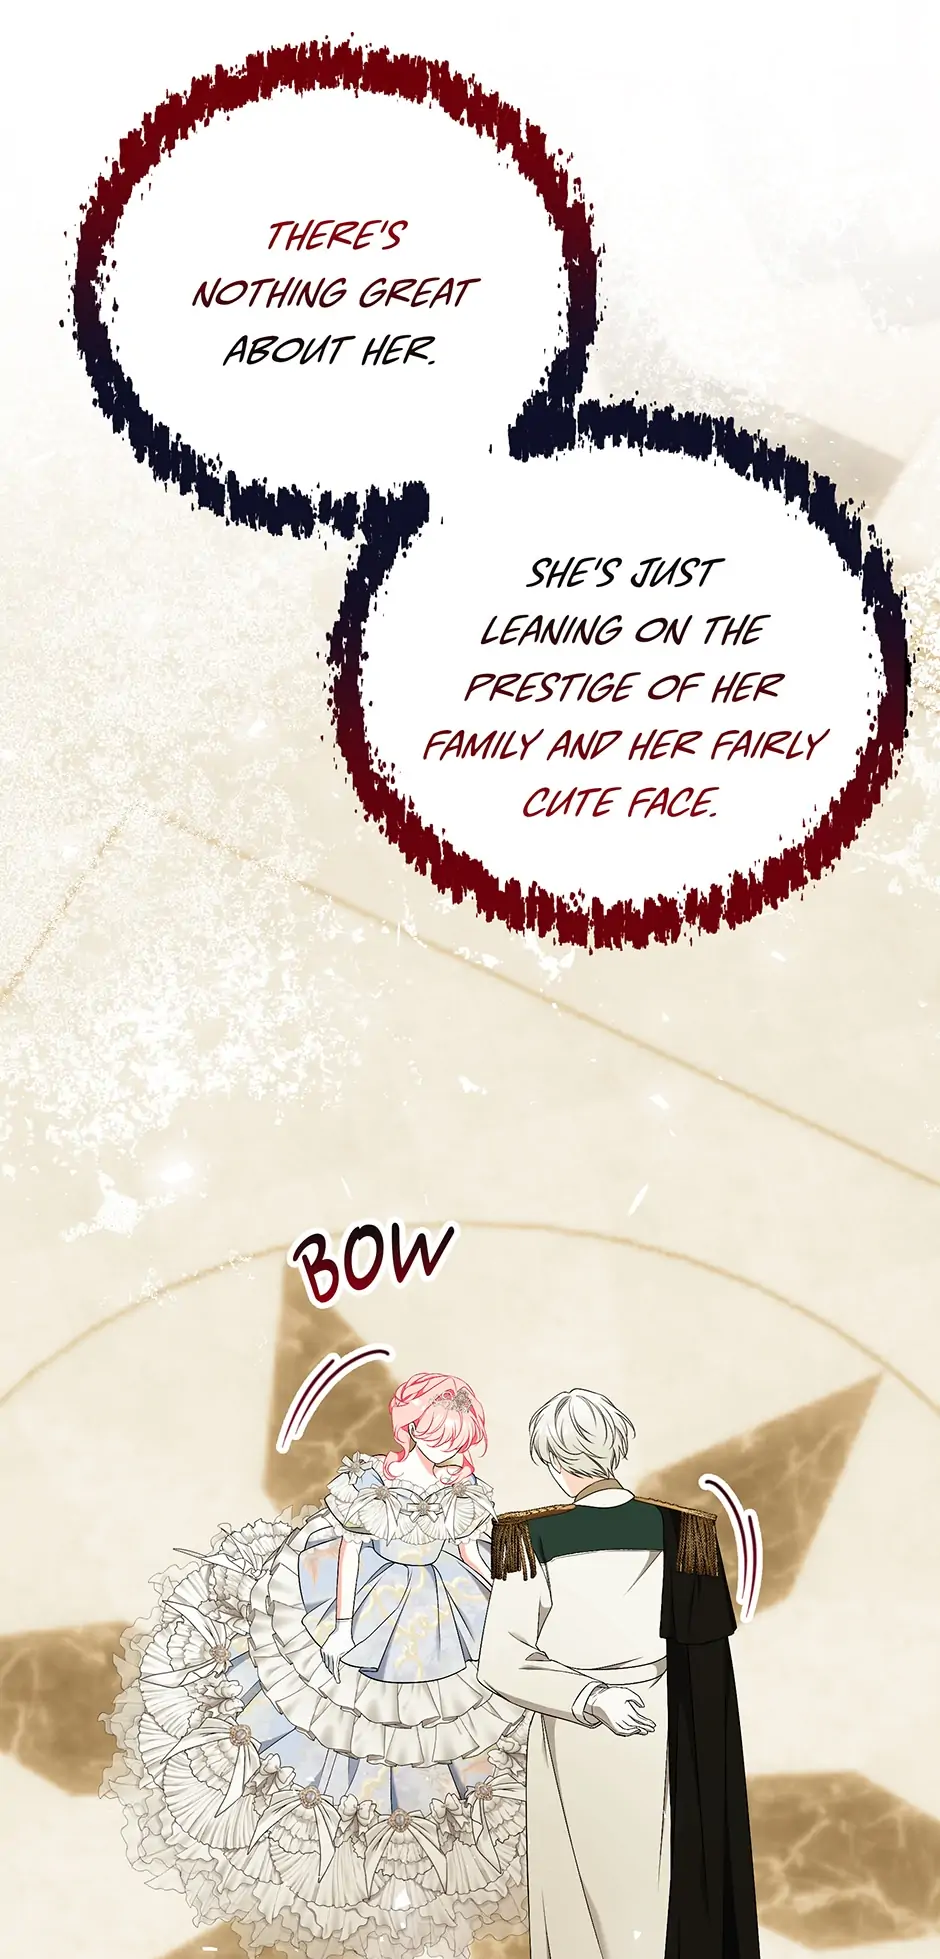 THERE'S
NOTHING GREAT
ABOUT HER.
SHE'S JUST
LEANING ON THE
PRESTIGE OF HER
FAMILY AND HER FAIRLY
CUTE FACE.
BOW